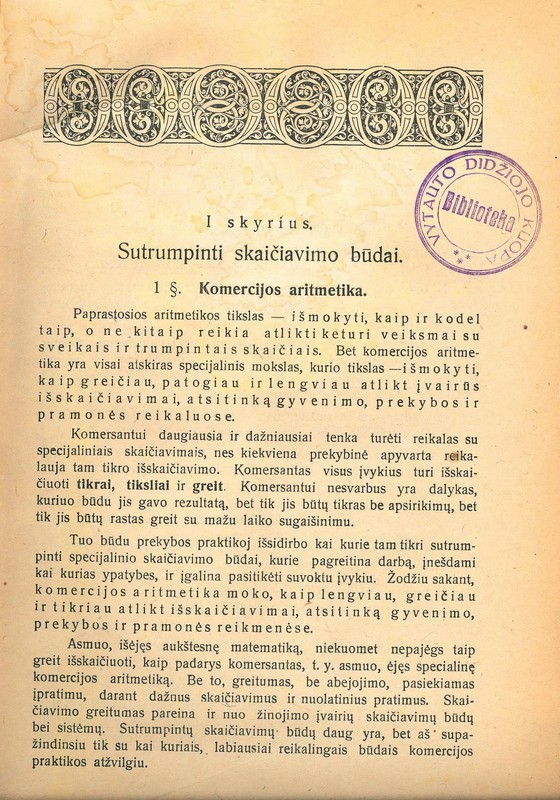 VYTAUTO DIDŽIOJO KUOPA
Biblioteka
I skyrius.
Sutrumpinti skaičiavimo būdai.
1 §. Komercijos aritmetika.
Paprastosios aritmetikos tikslas — išmokyti, kaip ir kodel
taip, o ne kitaip reikia atlikti keturi veiksmai su
sveikais ir trumpintais skaičiais. Bet komercijos aritme-
tika yra visai atskiras specijalinis mokslas, kurio tikslas —išmokyti,
kaip greičiau, patogiau ir lengviau atlikt įvairūs
išskaičiavimai, atsitinką gyvenimo, prekybos ir
pramonės reikaluose.
Komersantui daugiausia ir dažniausiai tenka turėti reikalas su
specijaliniais skaičiavimais, nes kiekviena prekybinė apyvarta reika-
lauja tam tikro išskaičiavimo. Komersantas visus įvykius turi išskai-
čiuoti tikrai, tiksliai ir greit. Komersantui nesvarbus yra dalykas,
kuriuo būdu jis gavo rezultatą, bet tik jis būtų tikras be apsirikimų, bet
tik jis būtų rastas greit su mažu laiko sugaišinimu.
Tuo būdu prekybos praktikoj išsidirbo kai kurie tam tikri sutrum-
pinti specijalinio skaičiavimo būdai, kurie pagreitina darbą, įnešdami
kai kurias ypatybes, ir įgalina pasitikėti suvoktu įvykiu. Žodžiu sakant,
komercijos aritmetika moko, kaip lengviau, greičiau
ir tikriau atlikt išskaičiavimai, atsitinką gyvenimo,
prekybos ir pramonės reikmenėse.
Asmuo, išėjęs aukštesnę matematiką, niekuomet nepajėgs taip
greit išskaičiuoti, kaip padarys komersantas, t. y. asmuo, ėjęs specialinę
komercijos aritmetiką. Be to, greitumas, be abejojimo, pasiekiamas
įpratimu, darant dažnus skaičiavimus ir nuolatinius pratimus. Skai-
čiavimo greitumas pareina ir nuo žinojimo įvairių skaičiavimų būdų
bei sistėmų. Sutrumpintų skaičiavimų būdų daug yra, bet aš supa-
žindinsiu tik su kai kuriais, labiausiai reikalingais būdais komercijos
praktikos atžvilgiu.